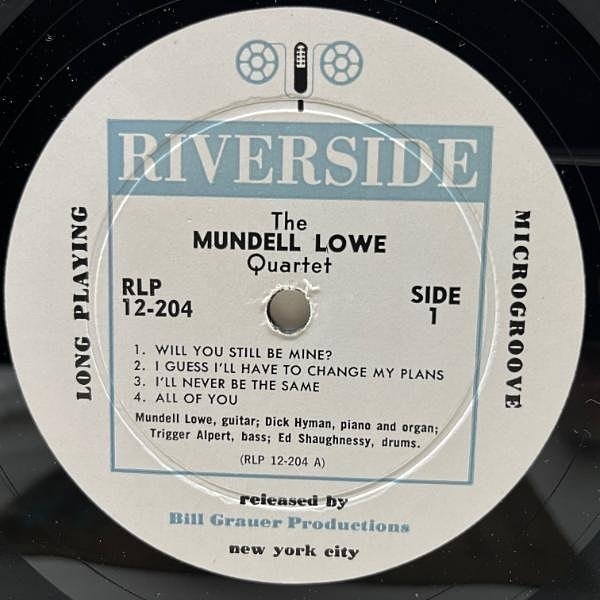 RIVERSIDE
The
MUNDELL LOWE
Quartet
RLP
12-204
SIDE
1
LONG PLAYING
MICROGROOVE
1. WILL YOU STILL BE MINE?
2. I GUESS I'LL HAVE TO CHANGE MY PLANS
3. I'LL NEVER BE THE SAME
4. ALL OF YOU
Mundell Lowe, guitar; Dick Hyman, piano and organ;
Trigger Alpert, bass; Ed Shaughnessy, drums.
(RLP 12-204 A)
released by
Bill Grauer Productions
new york city